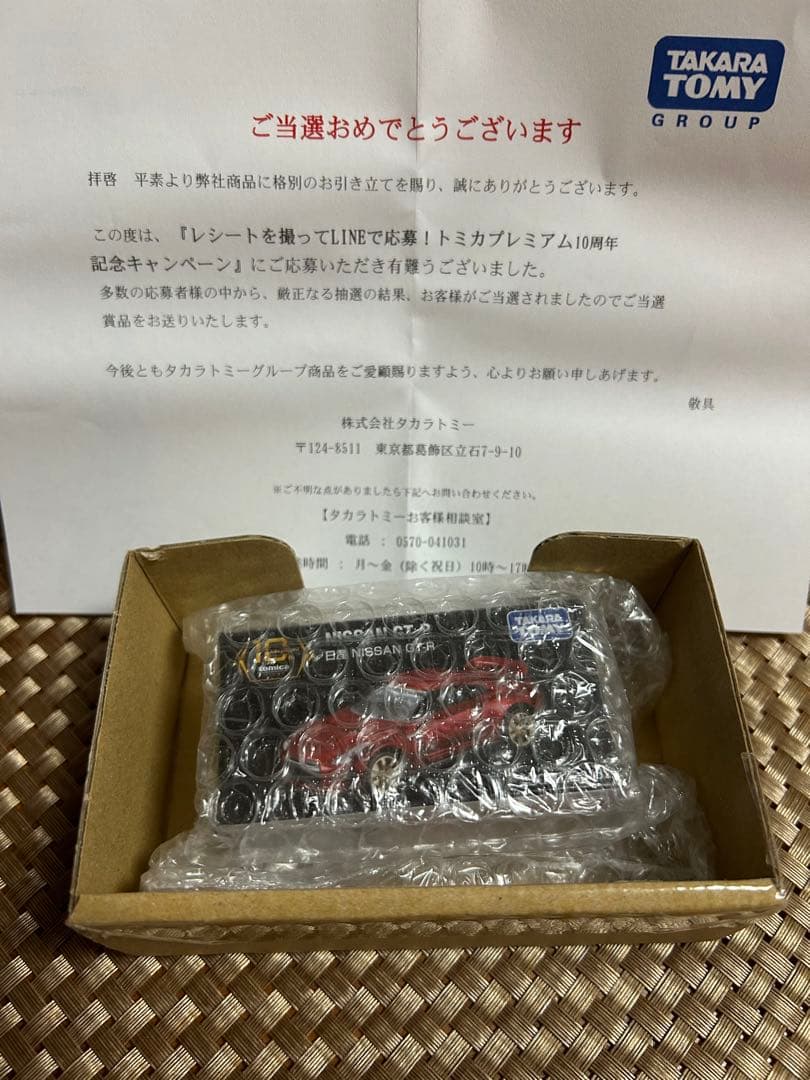 TAKARA
TOMY
GROUP
ご当選おめでとうございます
拝啓　平素より弊社商品に格別のお引き立てを賜り、誠にありがとうございます。
この度は、『レシートを撮ってLINEで応募！トミカプレミアム10周年
記念キャンペーン』にご応募いただき有難うございました。
多数の応募者様の中から、厳正なる抽選の結果、お客様がご当選されましたのでご当選
賞品をお送りいたします。
今後ともタカラトミーグループ商品をご愛顧賜りますよう、心よりお願い申しあげます。
敬具
株式会社タカラトミー
〒124-8511　東京都葛飾区立石7-9-10
※ご不明な点がありましたら下記へお問い合わせください。
【タカラトミーお客様相談室】
電話 ： 0570-041031
時間 ： 月～金（除く祝日）10時～17
NISSAN GT-R
TAKARA
TOMY
10
tomica
日産 NISSAN GT-R